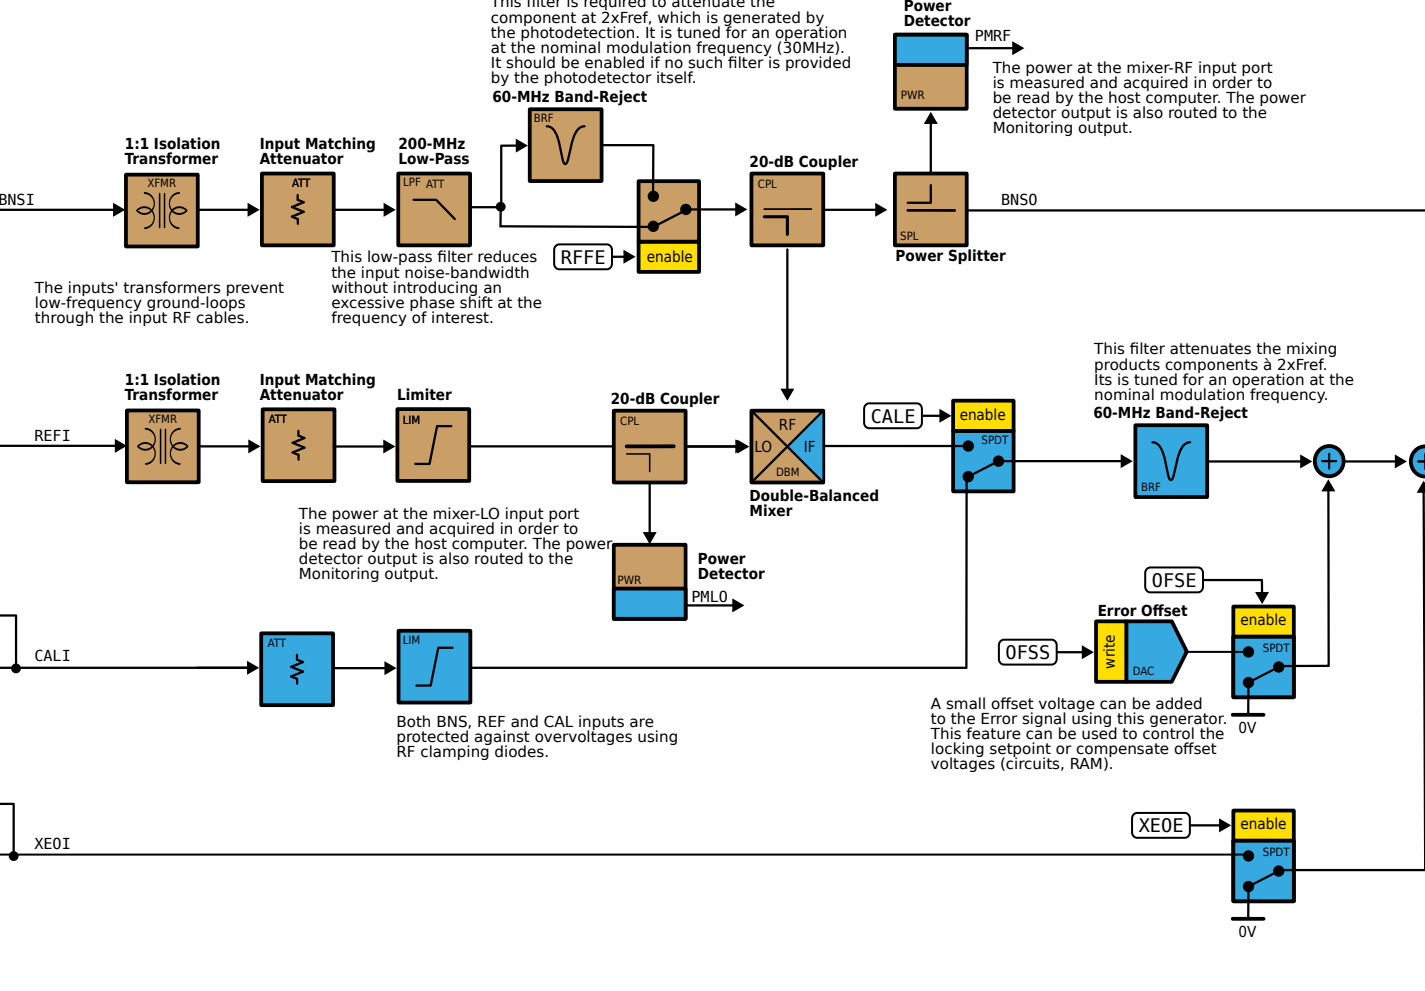 This filter is required to attenuate the
component at 2xFref, which is generated by
the photodetection. It is tuned for an operation
at the nominal modulation frequency (30MHz).
It should be enabled if no such filter is provided
by the photodetector itself.
60-MHz Band-Reject
BRF
Power
Detector
PMRF
PWR
The power at the mixer-RF input port
is measured and acquired in order to
be read by the host computer. The power
detector output is also routed to the
Monitoring output.
1:1 Isolation
Transformer
XFMR
Input Matching
Attenuator
ATT
200-MHz
Low-Pass
LPF ATT
20-dB Coupler
CPL
SPL
Power Splitter
BNSI
BNSO
RFFE
enable
The inputs' transformers prevent
low-frequency ground-loops
through the input RF cables.
This low-pass filter reduces
the input noise-bandwidth
without introducing an
excessive phase shift at the
frequency of interest.
This filter attenuates the mixing
products components à 2xFref.
Its is tuned for an operation at the
nominal modulation frequency.
60-MHz Band-Reject
BRF
1:1 Isolation
Transformer
XFMR
Input Matching
Attenuator
ATT
Limiter
LIM
20-dB Coupler
CPL
REFI
RF
LO
IF
DBM
Double-Balanced
Mixer
CALE
enable
SPDT
The power at the mixer-LO input port
is measured and acquired in order to
be read by the host computer. The power
detector output is also routed to the
Monitoring output.
PWR
Power
Detector
PMLO
OFSE
enable
SPDT
0V
Error Offset
OFSS
write
DAC
CALI
ATT
LIM
Both BNS, REF and CAL inputs are
protected against overvoltages using
RF clamping diodes.
A small offset voltage can be added
to the Error signal using this generator.
This feature can be used to control the
locking setpoint or compensate offset
voltages (circuits, RAM).
XEOI
XEOE
enable
SPDT
0V